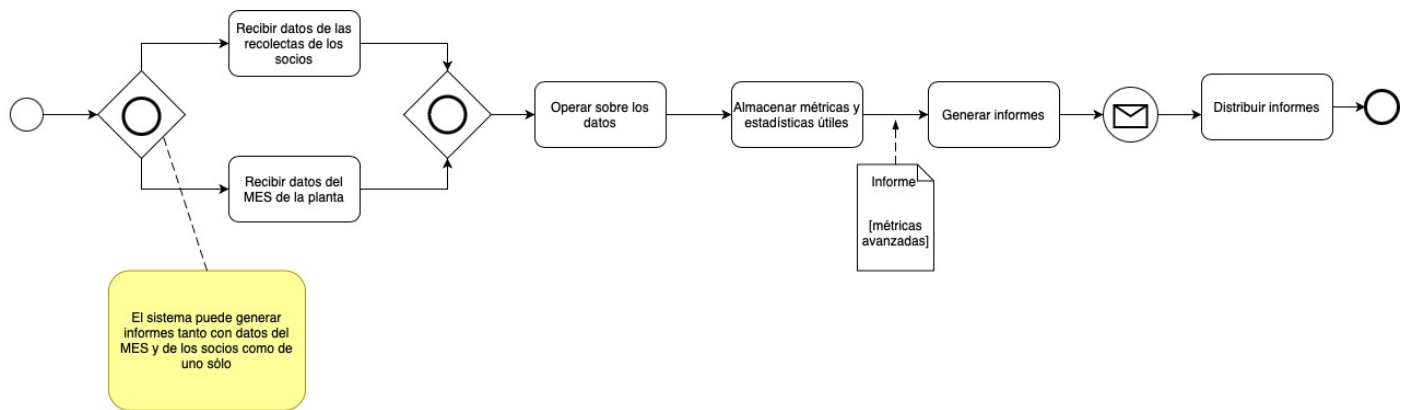 Recibir datos de las
recolectas de los
socios
Recibir datos del
MES de la planta
El sistema puede generar
informes tanto con datos del
MES y de los socios como de
uno sólo
Operar sobre los
datos
Almacenar métricas y
estadísticas útiles
Informe
[métricas
avanzadas]
Generar informes
Distribuir informes